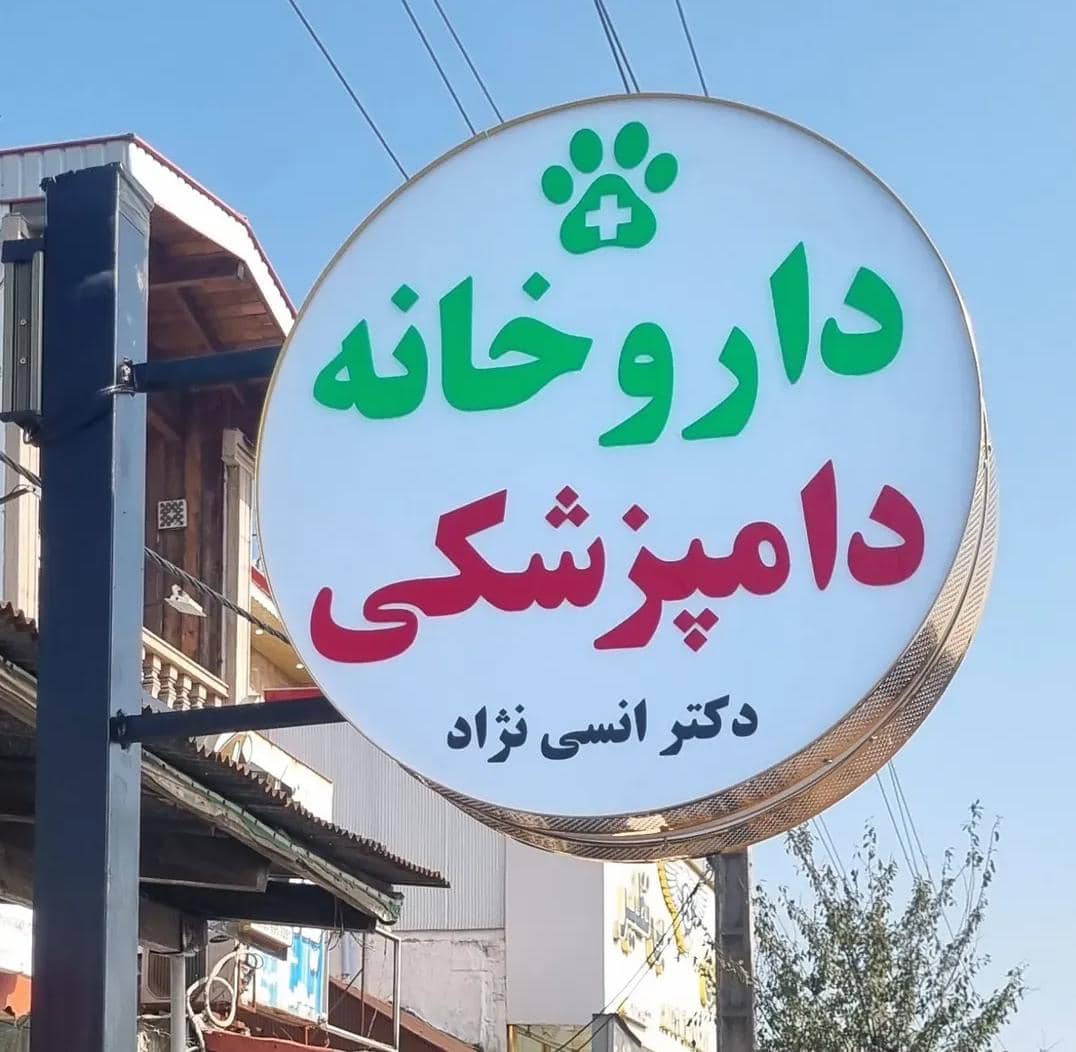 داروخانه
دامپزشکی
دکتر انسی نژاد